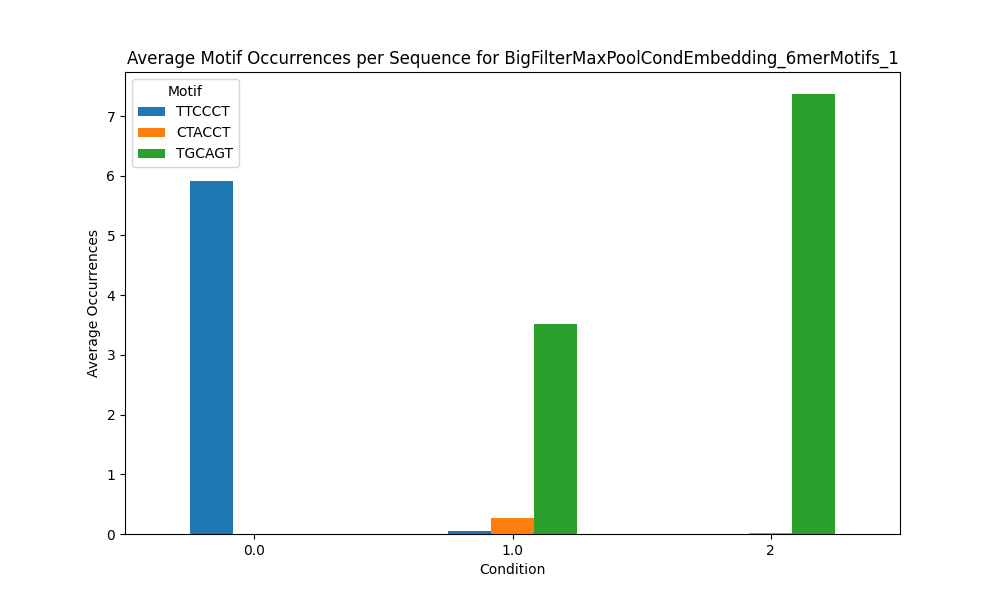 Average Motif Occurrences per Sequence for BigFilterMaxPoolCondEmbedding_6merMotifs_1
Motif
TTCCCT
CTACCT
TGCAGT
7
6
5
4
3
2
1
0
Average Occurrences
0.0
1.0
2
Condition